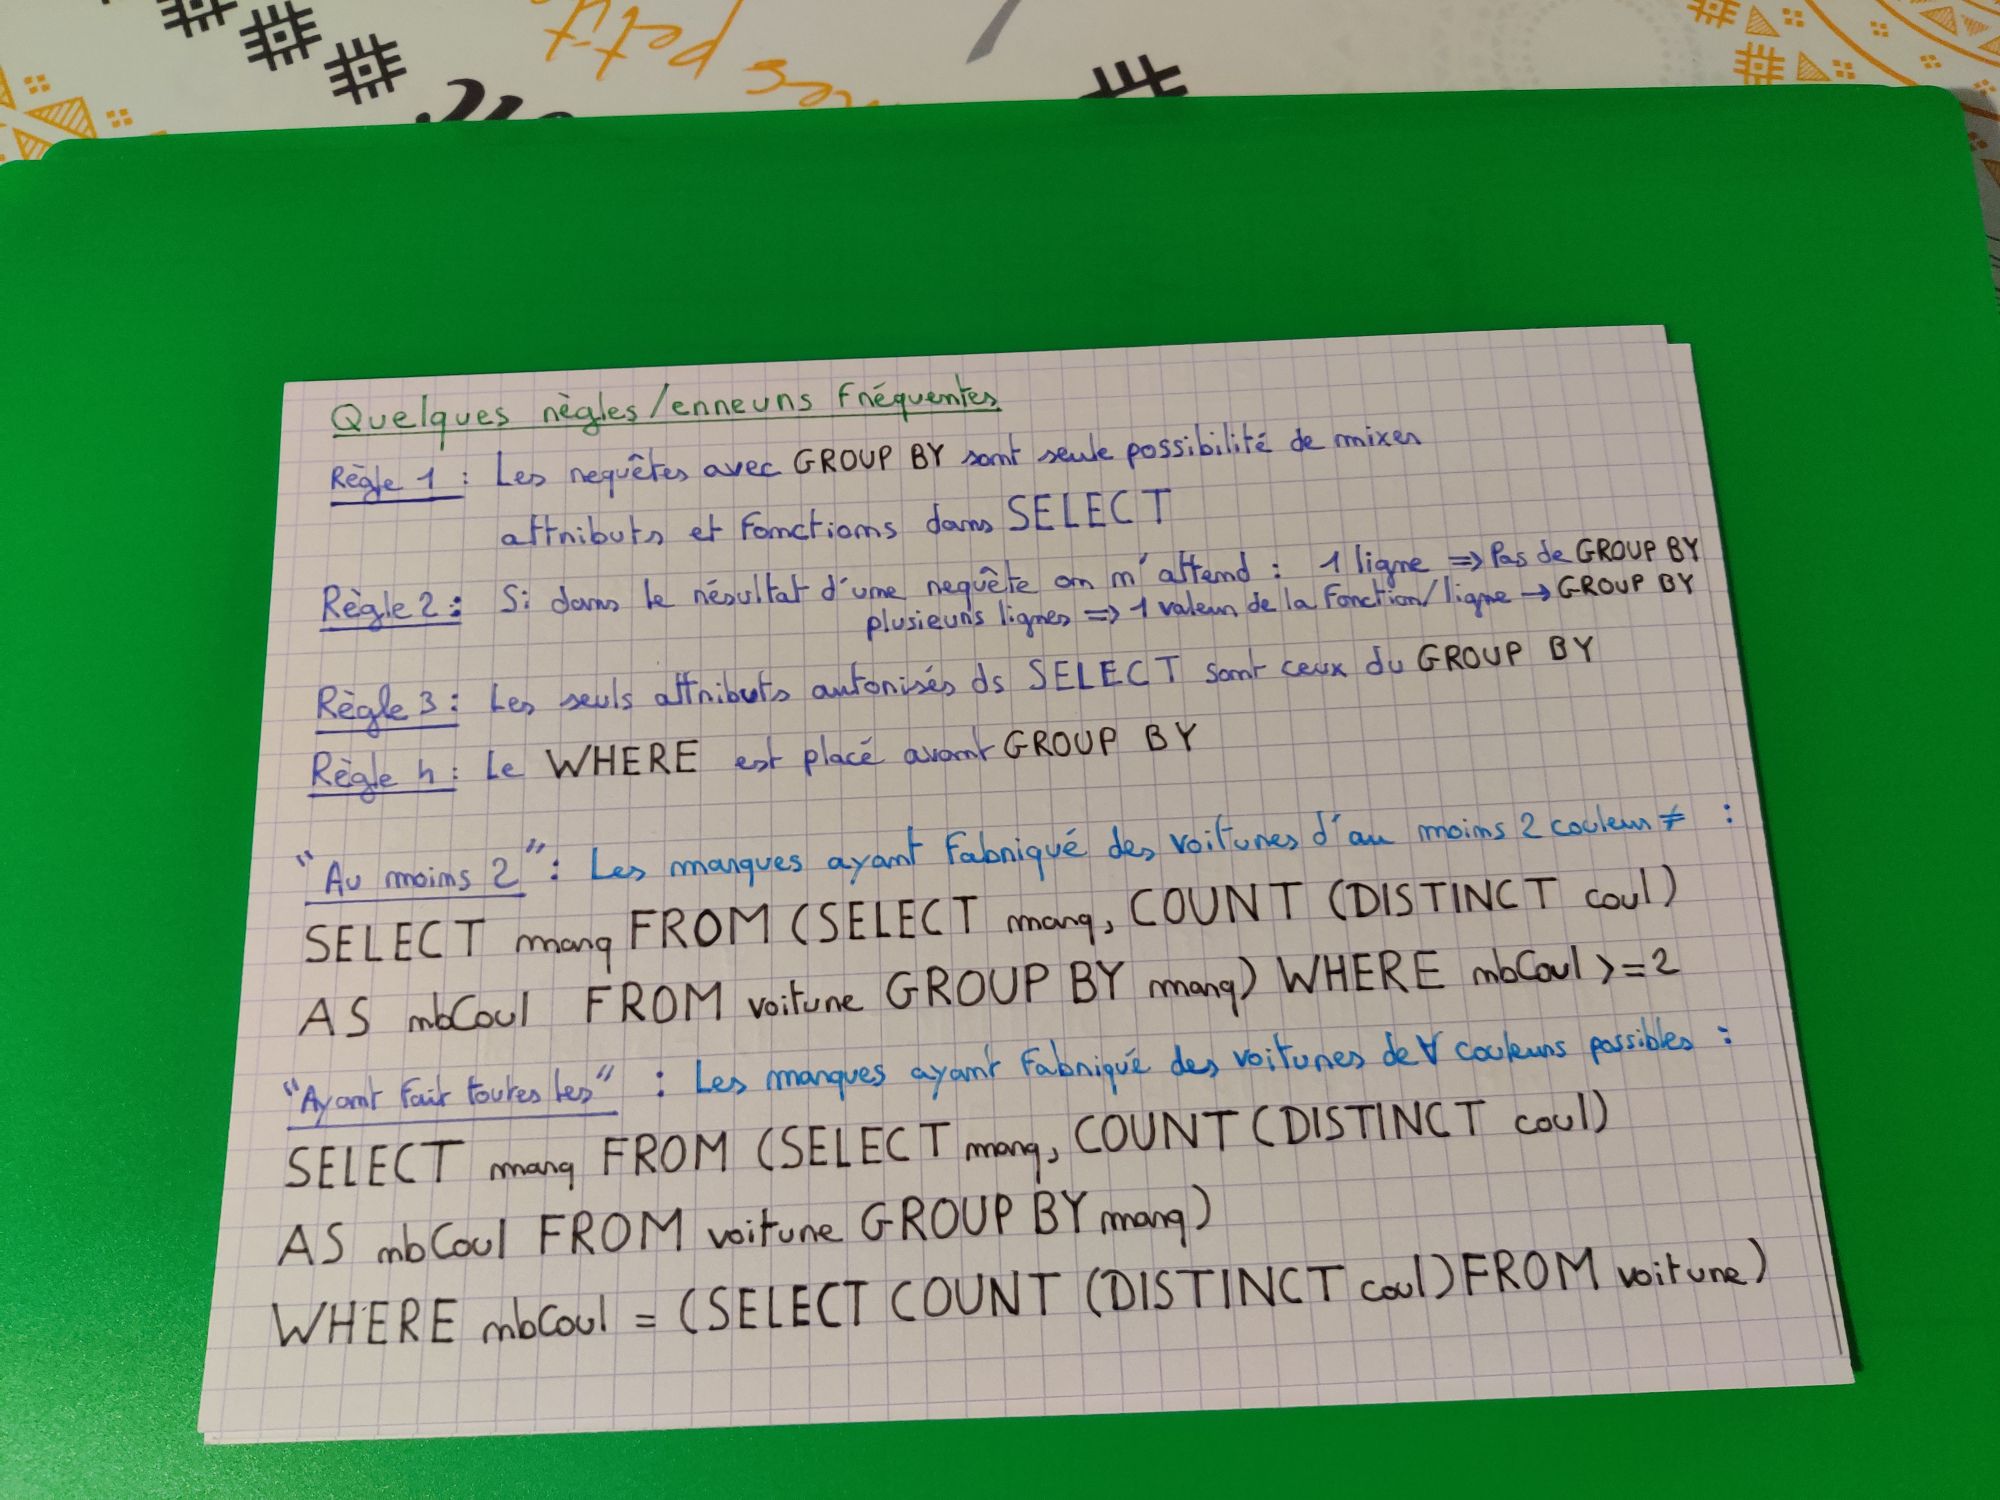 es petit
Quelques règles/erreurs fréquentes
Règle 1 : Les requêtes avec GROUP BY sont seule possibilité de mixer
attributs et fonctions dans SELECT
Règle 2 : Si dans le résultat d'une requête on m'attend : 1 ligne => Pas de GROUP BY
plusieurs lignes => 1 valeur de la fonction/ligne → GROUP BY
Règle 3 : Les seuls attributs autorisés ds SELECT sont ceux du GROUP BY
Règle 4 : Le WHERE est placé avant GROUP BY
"Au moins 2" : Les marques ayant fabriqué des voitures d'au moins 2 couleur ≠ :
SELECT marq FROM (SELECT marq, COUNT (DISTINCT coul)
AS nbCoul FROM voiture GROUP BY marq) WHERE nbCoul >=2
"Ayant fait toutes les" : Les marques ayant fabriqué des voitures de ∀ couleurs possibles :
SELECT marq FROM (SELECT marq, COUNT (DISTINCT coul)
AS nbCoul FROM voiture GROUP BY marq)
WHERE nbCoul = (SELECT COUNT (DISTINCT coul) FROM voiture)